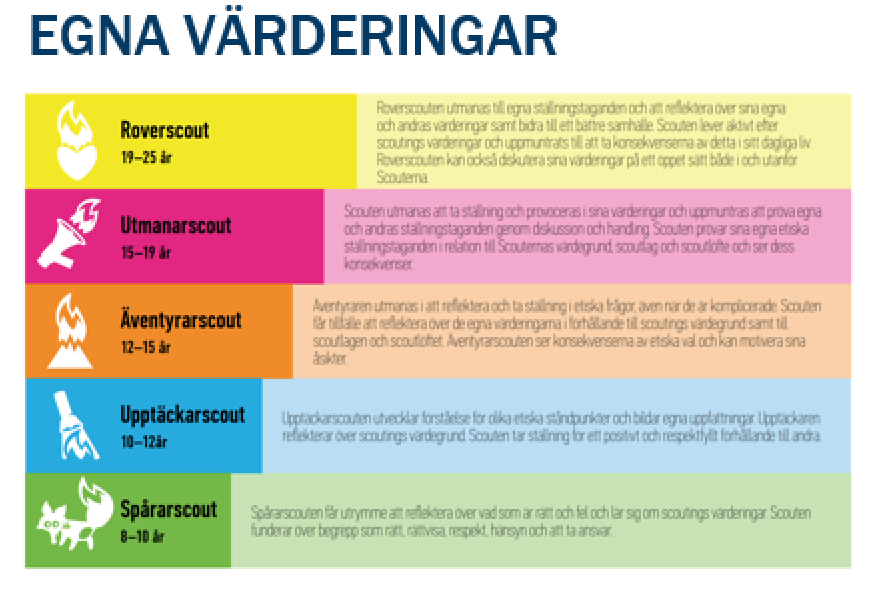 EGNA VÄRDERINGAR
Roverscout
19–25 år
Roverscouten utmanas till egna ställningstaganden och att reflektera över sina egna
och andras värderingar samt bidra till ett bättre samhälle. Scouten lever aktivt efter
scoutings värderingar och uppmuntrats till att ta konsekvenserna av detta i sitt dagliga liv.
Roverscouten kan också diskutera sina värderingar på ett öppet sätt både i och utanför
Scouterna.
Utmanarscout
15–19 år
Scouten utmanas att ta ställning och provoceras i sina värderingar och uppmuntras att pröva egna
och andras ställningstaganden genom diskussion och handling. Scouten prövar sina egna etiska
ställningstaganden i relation till Scouternas värdegrund, scoutlag och scoutlöfte och ser dess
konsekvenser.
Äventyrarscout
12–15 år
Äventyraren utmanas i att reflektera och ta ställning i etiska frågor, även när de är komplicerade. Scouten
får tillfälle att reflektera över de egna värderingarna i förhållande till scoutings värdegrund samt till
scoutlagen och scoutlöftet. Äventyrarscouten ser konsekvenserna av etiska val och kan motivera sina
åsikter.
Upptäckarscout
10–12år
Upptäckarscouten utvecklar förståelse för olika etiska ståndpunkter och bildar egna uppfattningar. Upptäckaren
reflekterar över scoutings värdegrund. Scouten tar ställning för ett positivt och respektfyllt förhållande till andra.
Spårarscout
8–10 år
Spårarscouten får utrymme att reflektera över vad som är rätt och fel och lär sig om scoutings värderingar. Scouten
funderar över begrepp som rätt, rättvisa, respekt, hänsyn och att ta ansvar.